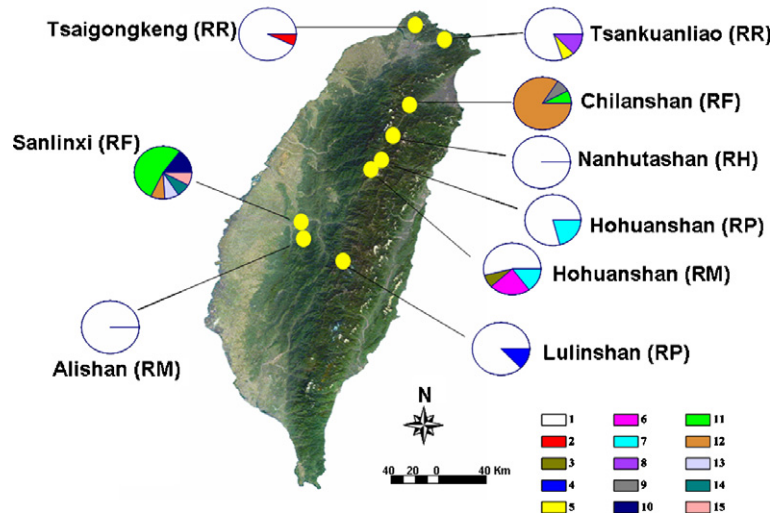 Tsaigongkeng (RR)
Tsankuanliao (RR)
Chilanshan (RF)
Sanlinxi (RF)
Nanhutashan (RH)
Hohuanshan (RP)
Hohuanshan (RM)
Alishan (RM)
Lulinshan (RP)
N
40 20 0 40 Km
1 6 11
2 7 12
3 8 13
4 9 14
5 10 15